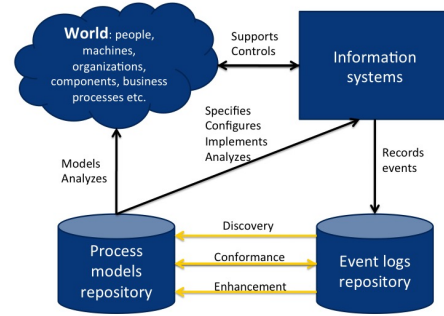 World: people,
machines,
organizations,
components, business
processes etc.
Supports
Controls
Information
systems
Specifies
Configures
Implements
Analyzes
Models
Analyzes
Records
events
Discovery
Process
models
repository
Conformance
Event logs
repository
Enhancement